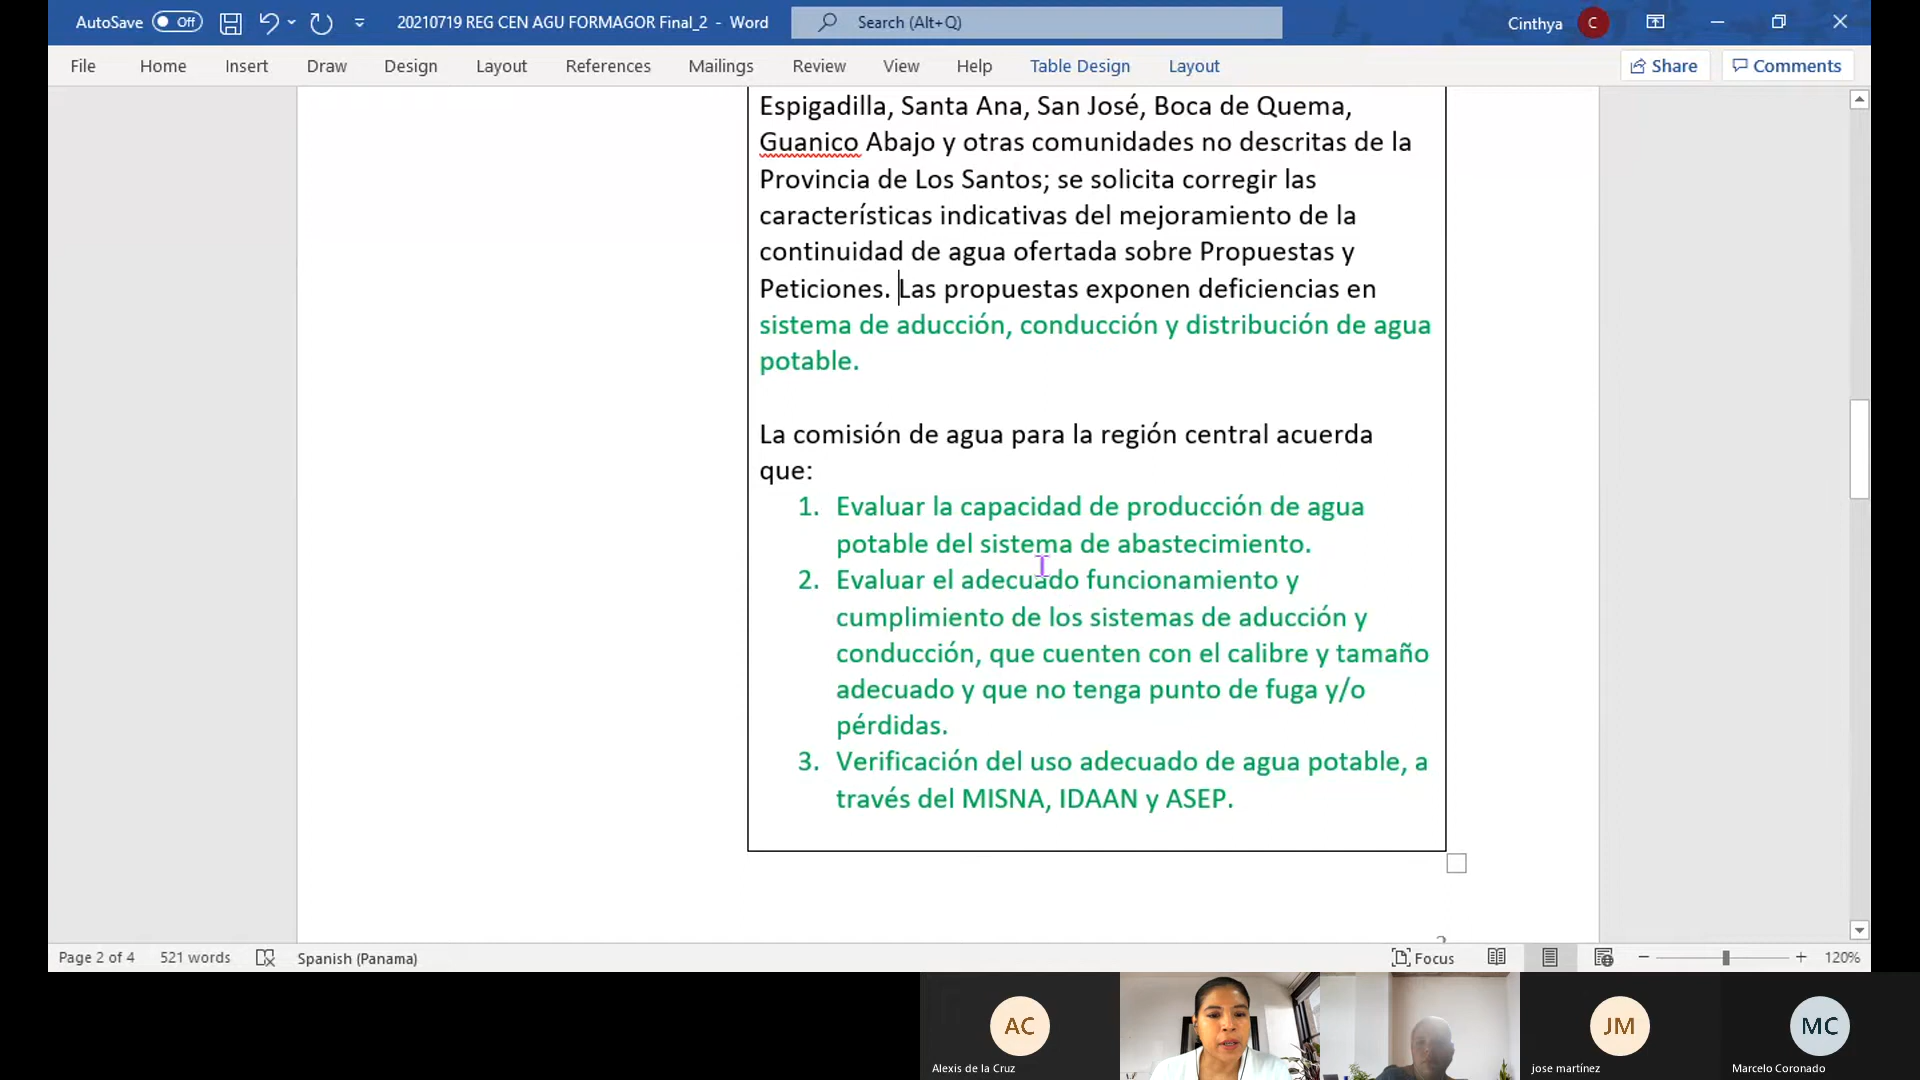 AutoSave Off 20210719 REG CEN AGU FORMAGOR Final_2 - Word Search (Alt+Q) Cinthya C
File Home Insert Draw Design Layout References Mailings Review View Help Table Design Layout Share Comments
Espigadilla, Santa Ana, San José, Boca de Quema,
Guanico Abajo y otras comunidades no descritas de la
Provincia de Los Santos; se solicita corregir las
características indicativas del mejoramiento de la
continuidad de agua ofertada sobre Propuestas y
Peticiones. Las propuestas exponen deficiencias en
sistema de aducción, conducción y distribución de agua
potable.
La comisión de agua para la región central acuerda
que:
1. Evaluar la capacidad de producción de agua
potable del sistema de abastecimiento.
2. Evaluar el adecuado funcionamiento y
cumplimiento de los sistemas de aducción y
conducción, que cuenten con el calibre y tamaño
adecuado y que no tenga punto de fuga y/o
pérdidas.
3. Verificación del uso adecuado de agua potable, a
través del MISNA, IDAAN y ASEP.
Page 2 of 4 521 words Spanish (Panama) Focus 120%
AC JM MC
Alexis de la Cruz jose martínez Marcelo Coronado